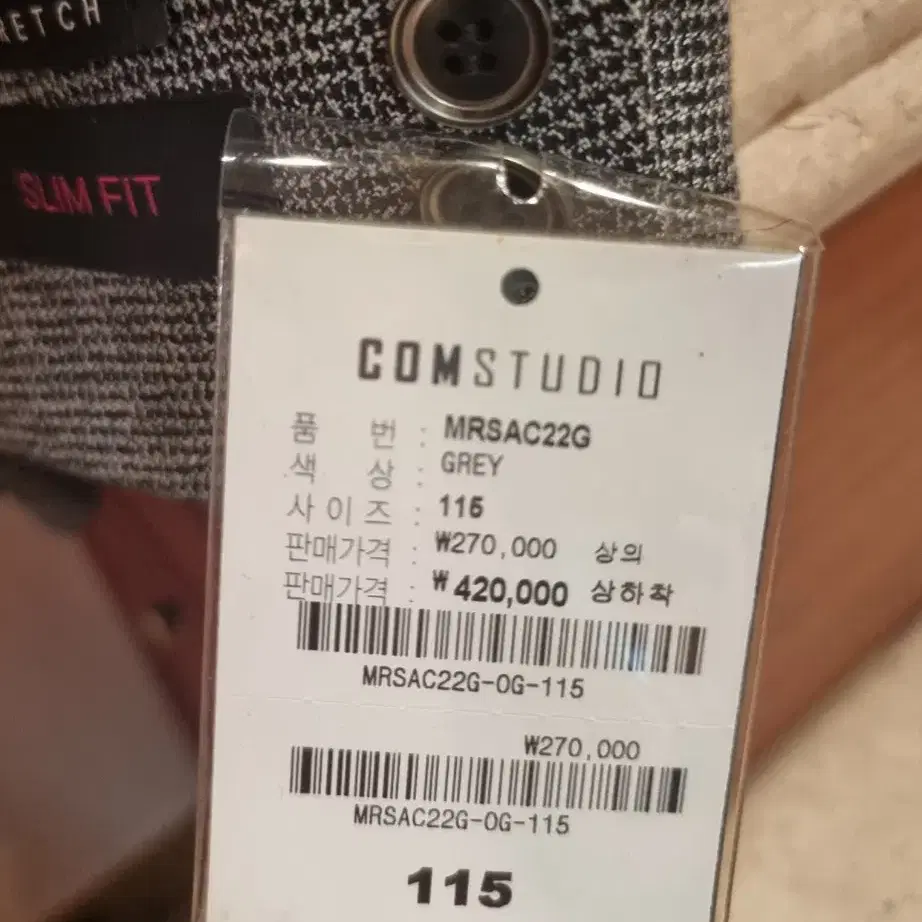 RETCH
SLIM FIT
COMSTUDIO
품 번 : MRSAC22G
색 상 : GREY
사 이 즈 : 115
판매가격 : ₩270,000 상의
판매가격 : ₩420,000 상하착
MRSAC22G-0G-115
₩270,000
MRSAC22G-0G-115
115